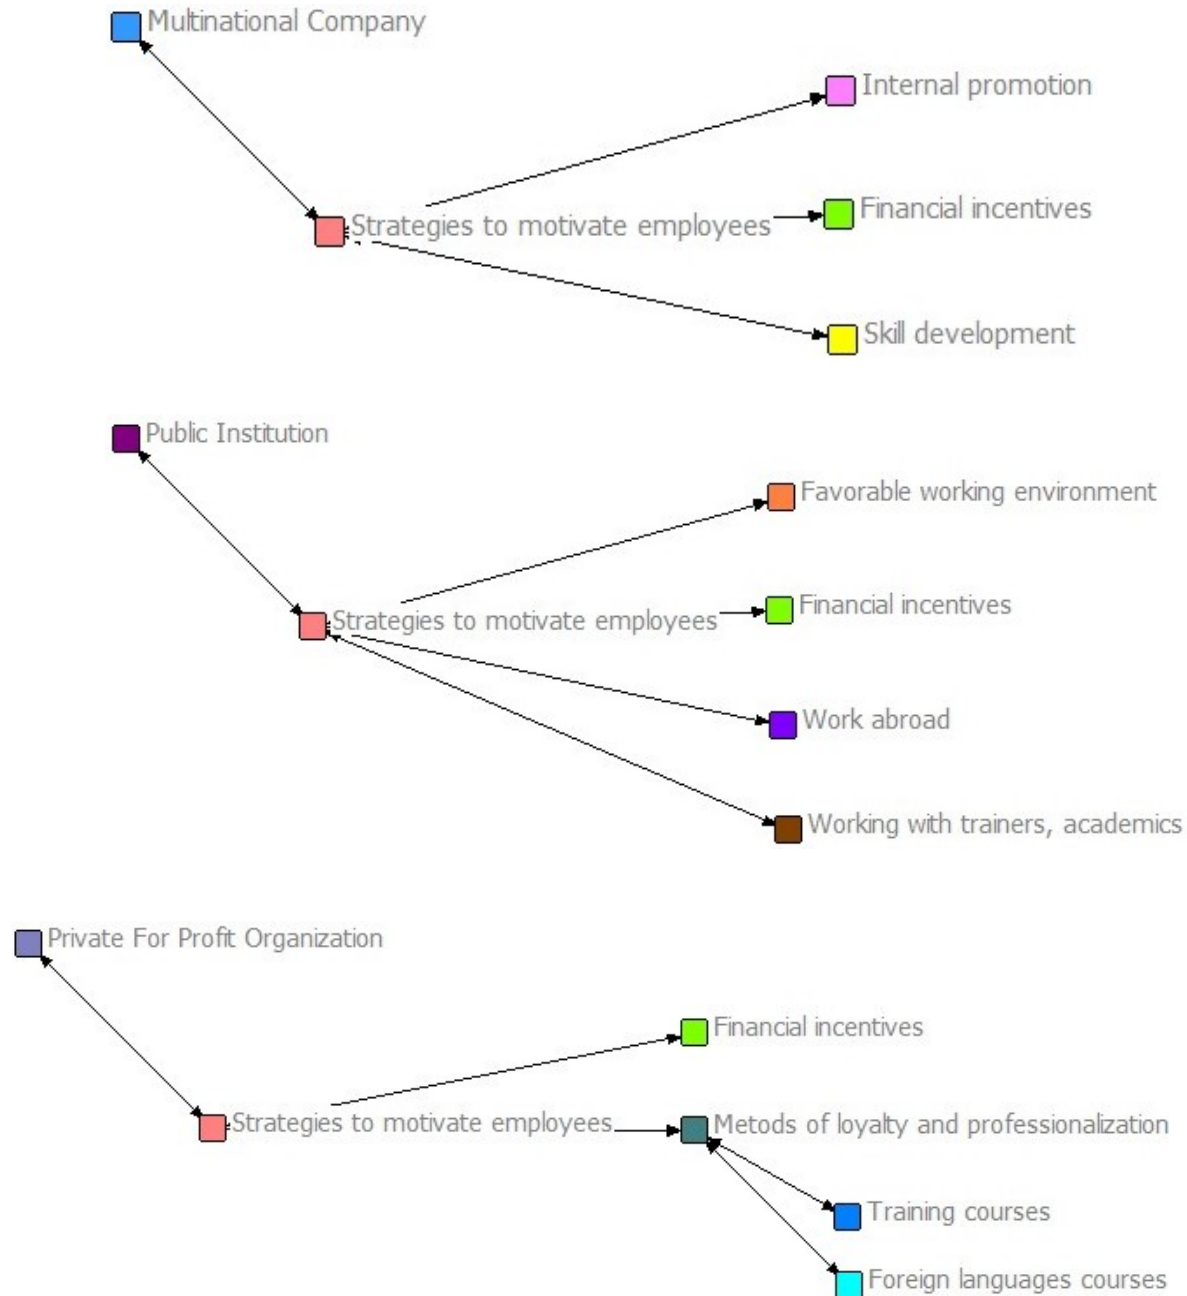 Multinational Company
Internal promotion
Strategies to motivate employees
Financial incentives
Skill development
Public Institution
Favorable working environment
Strategies to motivate employees
Financial incentives
Work abroad
Working with trainers, academics
Private For Profit Organization
Financial incentives
Strategies to motivate employees
Metods of loyalty and professionalization
Training courses
Foreign languages courses